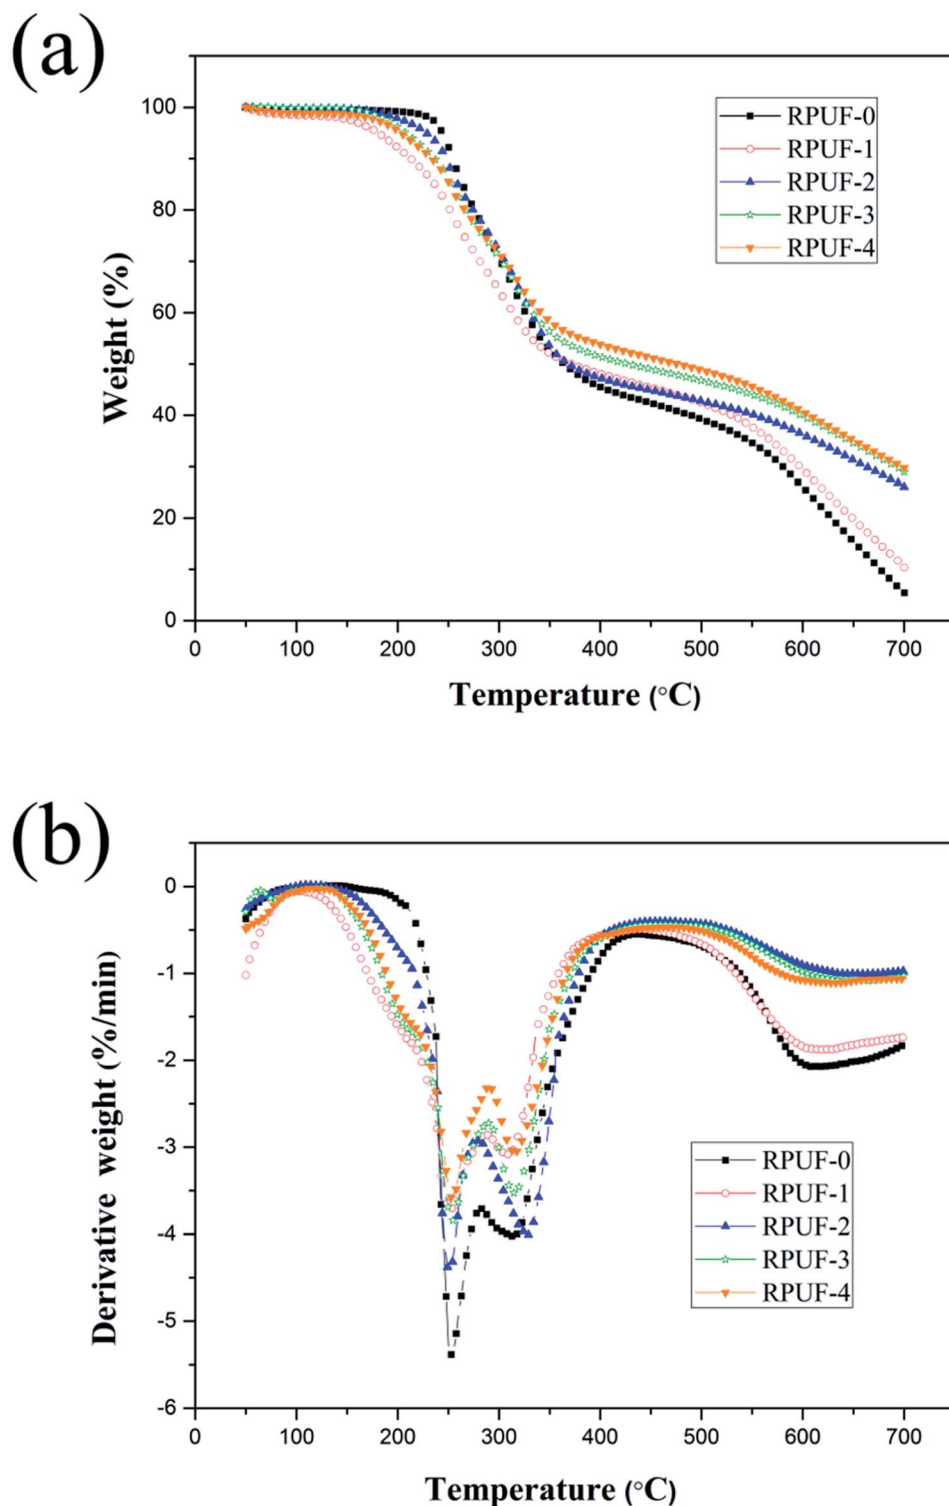 (a)
100
80
60
40
20
0
Weight (%)
RPUF-0
RPUF-1
RPUF-2
RPUF-3
RPUF-4
0 100 200 300 400 500 600 700
Temperature (°C)
(b)
0
-1
-2
-3
-4
-5
-6
Derivative weight (%/min)
RPUF-0
RPUF-1
RPUF-2
RPUF-3
RPUF-4
0 100 200 300 400 500 600 700
Temperature (°C)